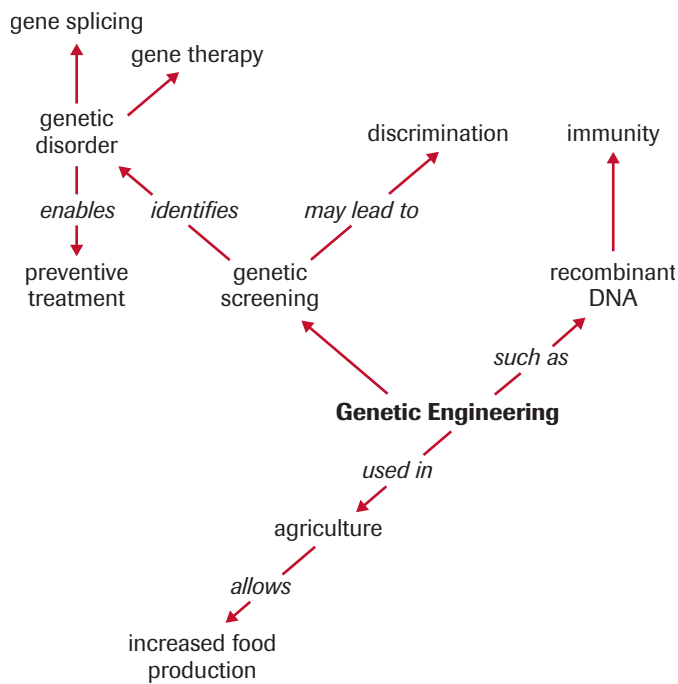 gene splicing
gene therapy
genetic
disorder
discrimination
immunity
enables
identifies
may lead to
preventive
treatment
genetic
screening
recombinant
DNA
such as
Genetic Engineering
used in
agriculture
allows
increased food
production